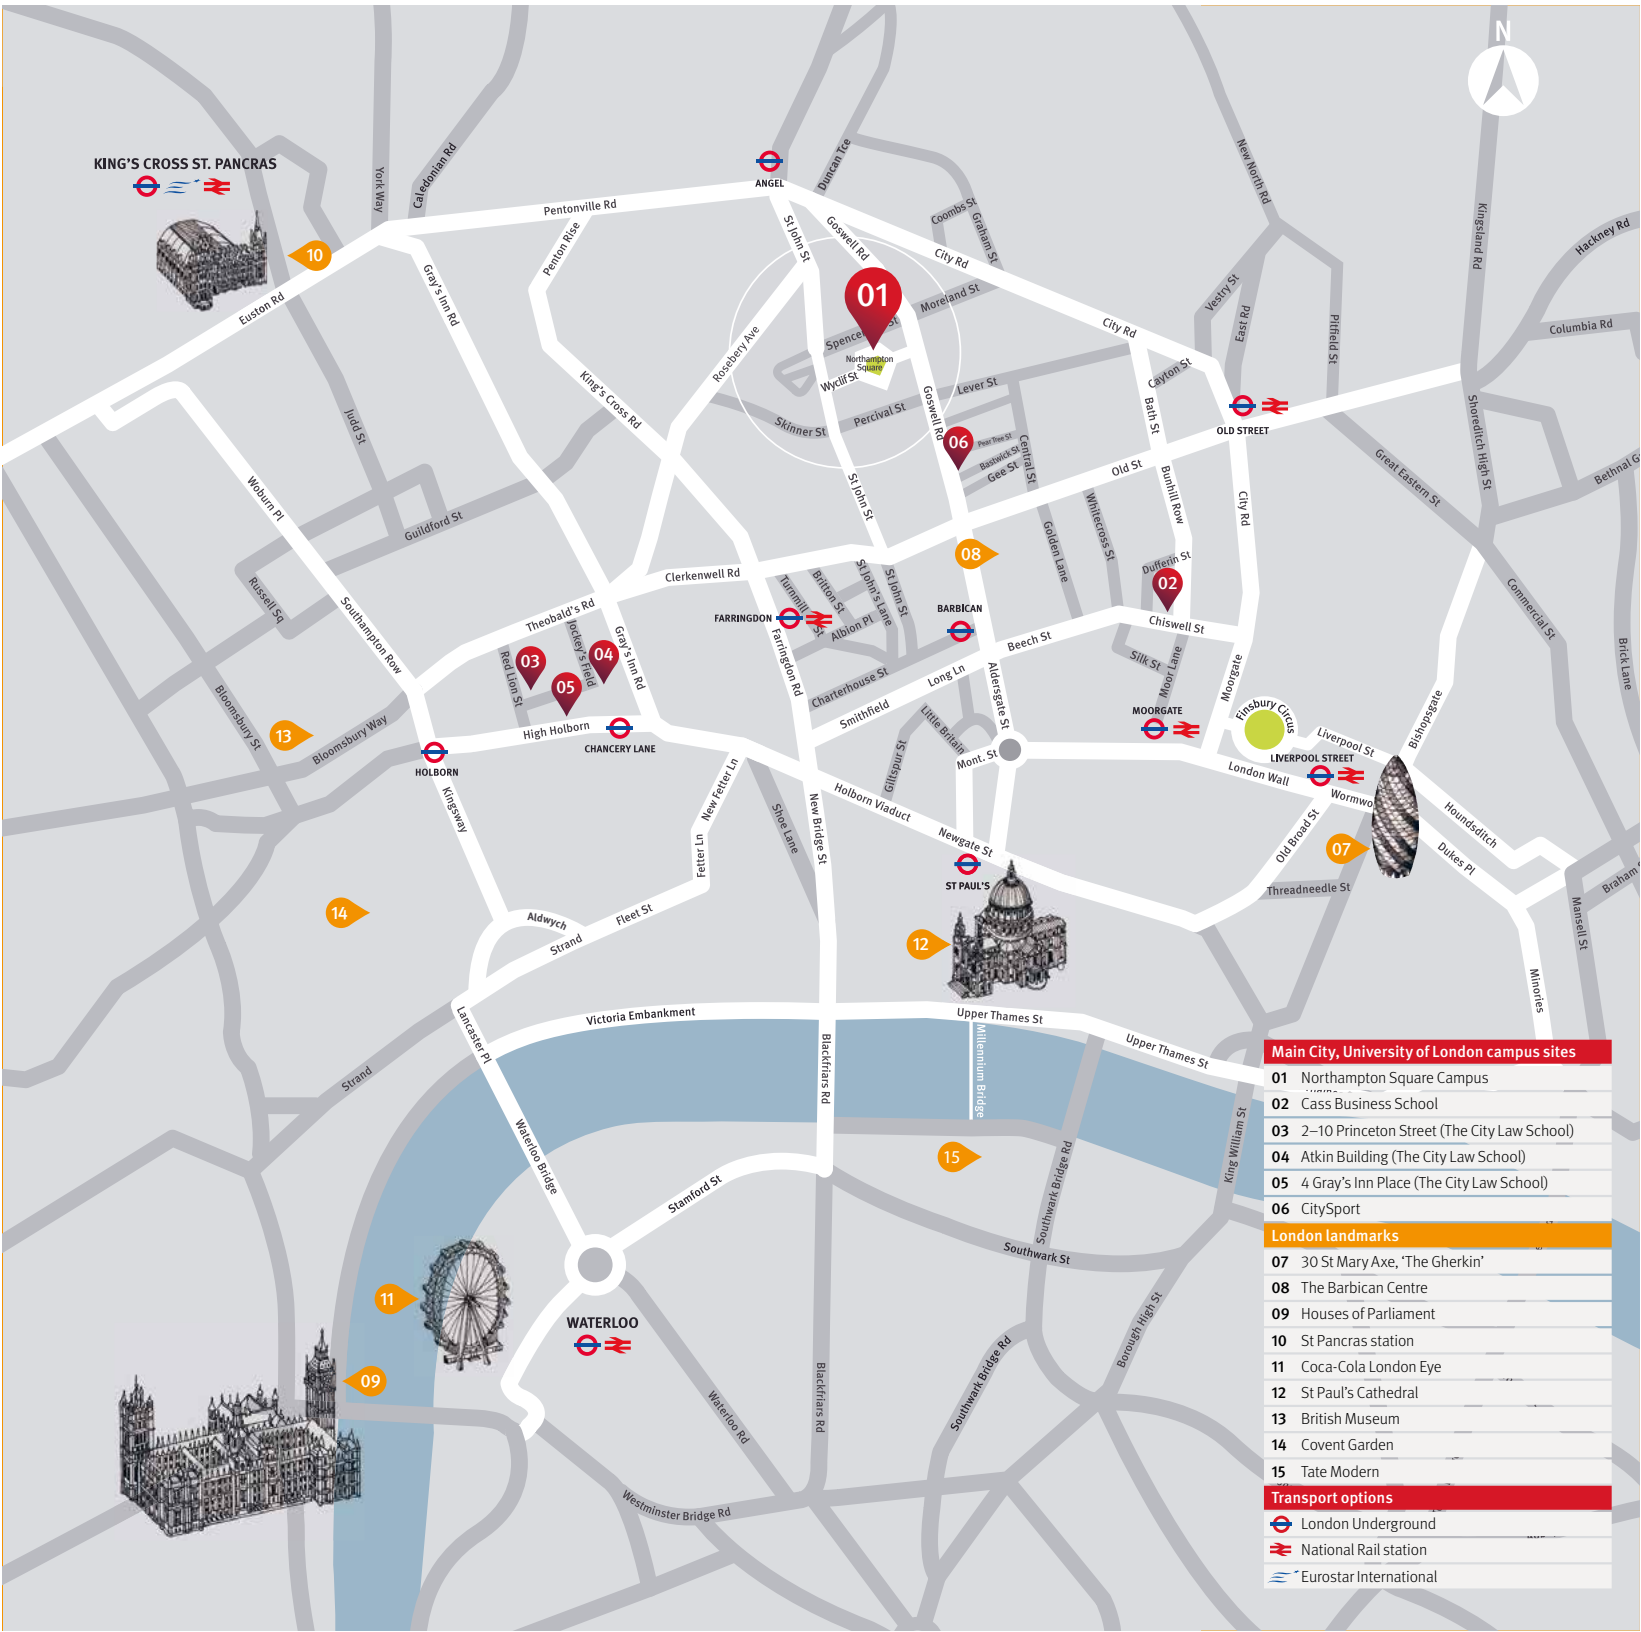 N
KING'S CROSS ST. PANCRAS
York Way
Caledonian Rd
ANGEL
Duncan Tce
New North Rd
Kingsland Rd
Hackney Rd
Pentonville Rd
Penton Rise
St John St
Goswell Rd
Coombs St
Graham St
City Rd
10
Euston Rd
Gray's Inn Rd
01
Moreland St
Vestry St
East Rd
Pitfield St
Columbia Rd
City Rd
Rosebery Ave
Northampton
Square
Wyclif St
Lever St
Cayton St
Judd St
King's Cross Rd
Skinner St
Percival St
Goswell Rd
Bath St
OLD STREET
Shoreditch High St
06
Pear Tree St
Bastwick St
Gee St
Central St
Old St
Great Eastern St
Woburn Pl
Guildford St
St John St
Golden Lane
Whitecross St
Bunhill Row
City Rd
08
Dufferin St
02
Commercial St
Brick Lane
Russell Sq
Southampton Row
Theobald's Rd
Clerkenwell Rd
Turnmill St
Britton St
St John's Lane
St John St
Albion Pl
FARRINGDON
BARBICAN
Beech St
Chiswell St
Silk St
Moor Lane
Moorgate
03
04
05
Red Lion St
Jockey's Field
Gray's Inn Rd
Farringdon Rd
Charterhouse St
Long Ln
Aldersgate St
Smithfield
Little Britain
MOORGATE
Finsbury Circus
Bishopsgate
13
Bloomsbury St
Bloomsbury Way
High Holborn
CHANCERY LANE
HOLBORN
Giltspur St
Mont. St
Liverpool St
LIVERPOOL STREET
London Wall
Houndsditch
Kingsway
New Fetter Ln
Shoe Lane
New Bridge St
Holborn Viaduct
Newgate St
ST PAUL'S
Old Broad St
07
Dukes Pl
Threadneedle St
Mansell St
Fetter Ln
14
Aldwych
Strand
Fleet St
12
Minories
Lancaster Pl
Victoria Embankment
Upper Thames St
Upper Thames St
Strand
Blackfriars Rd
Millennium Bridge
Waterloo Bridge
15
Southwark Bridge Rd
King William St
Stamford St
Southwark St
11
WATERLOO
09
Waterloo Rd
Blackfriars Rd
Southwark Bridge Rd
Borough High St
Westminster Bridge Rd
Main City, University of London campus sites
01 Northampton Square Campus
02 Cass Business School
03 2–10 Princeton Street (The City Law School)
04 Atkin Building (The City Law School)
05 4 Gray's Inn Place (The City Law School)
06 CitySport
London landmarks
07 30 St Mary Axe, ‘The Gherkin’
08 The Barbican Centre
09 Houses of Parliament
10 St Pancras station
11 Coca-Cola London Eye
12 St Paul's Cathedral
13 British Museum
14 Covent Garden
15 Tate Modern
Transport options
London Underground
National Rail station
Eurostar International